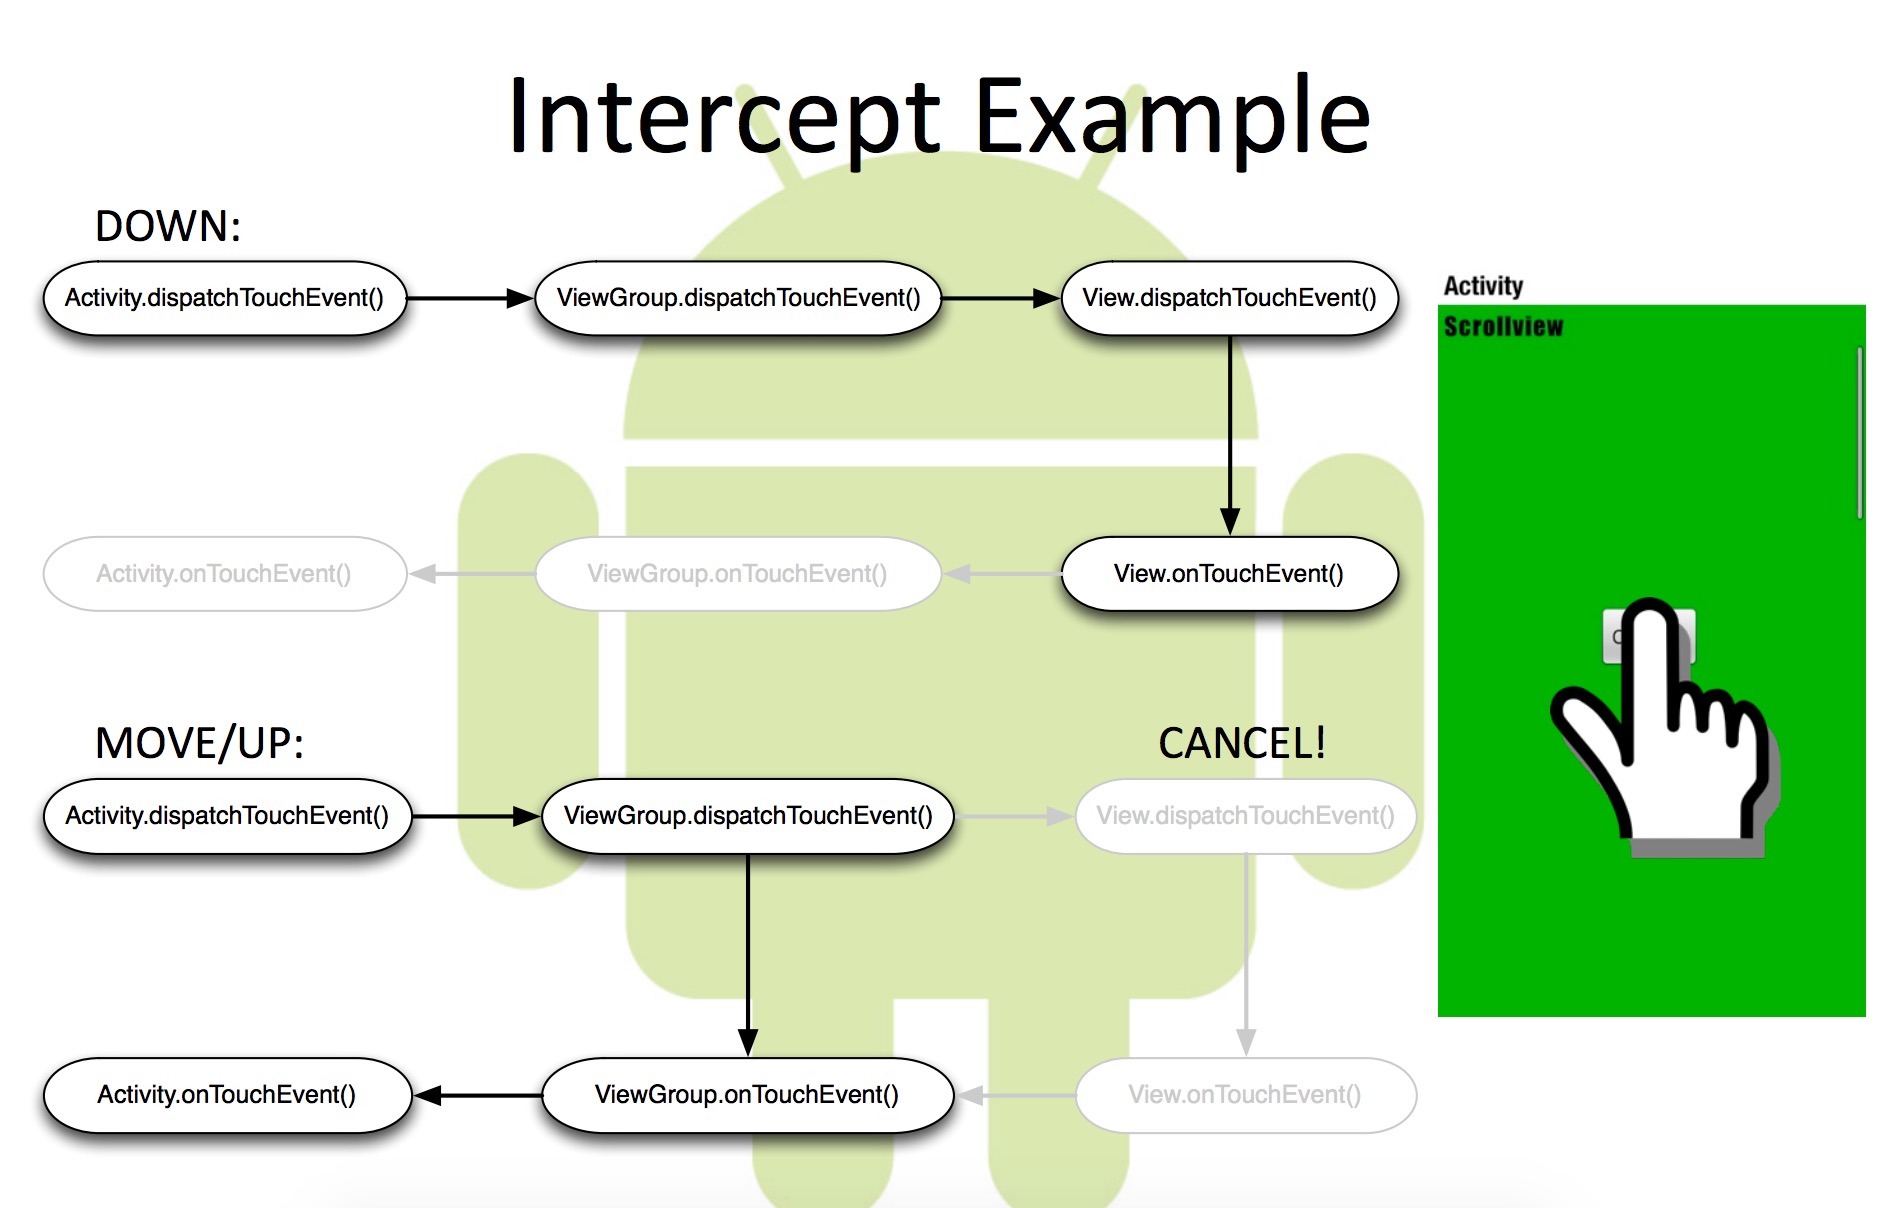 Intercept Example
DOWN:
Activity.dispatchTouchEvent()
ViewGroup.dispatchTouchEvent()
View.dispatchTouchEvent()
Activity.onTouchEvent()
ViewGroup.onTouchEvent()
View.onTouchEvent()
MOVE/UP:
CANCEL!
Activity.dispatchTouchEvent()
ViewGroup.dispatchTouchEvent()
View.dispatchTouchEvent()
Activity.onTouchEvent()
ViewGroup.onTouchEvent()
View.onTouchEvent()
Activity
Scrollview